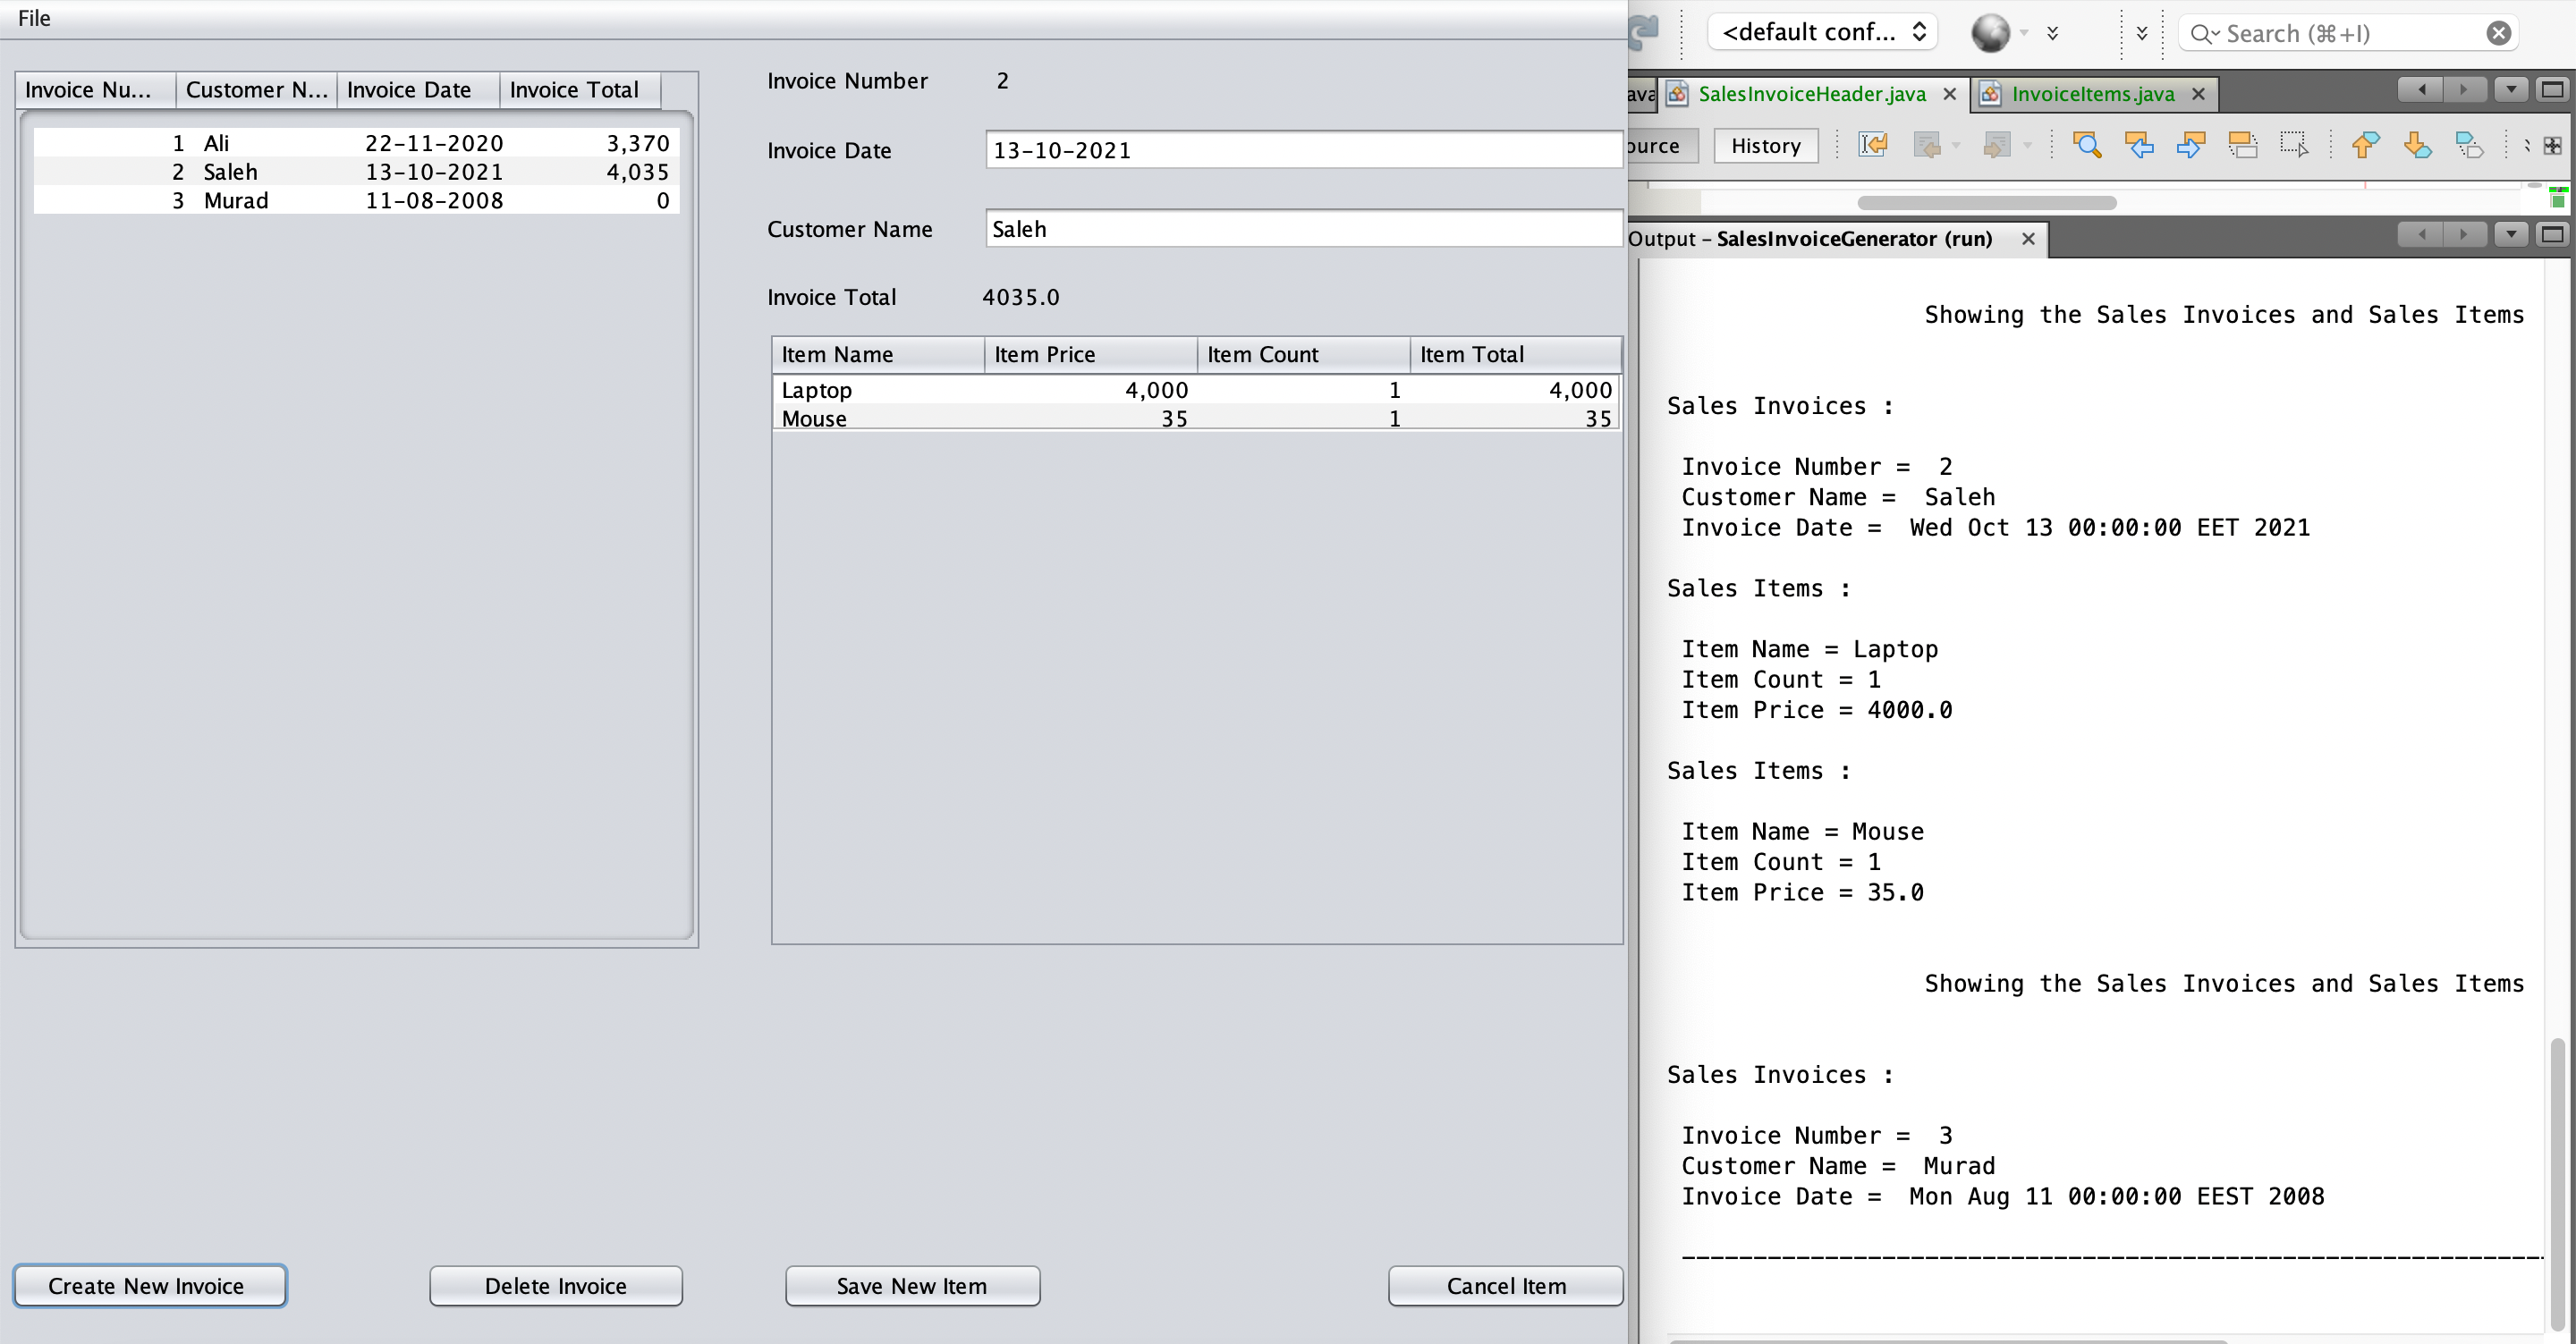 File
Invoice Nu... Customer N... Invoice Date Invoice Total
1 Ali 22-11-2020 3,370
2 Saleh 13-10-2021 4,035
3 Murad 11-08-2008 0
Invoice Number 2
Invoice Date 13-10-2021
Customer Name Saleh
Invoice Total 4035.0
Item Name Item Price Item Count Item Total
Laptop 4,000 1 4,000
Mouse 35 1 35
Create New Invoice Delete Invoice Save New Item Cancel Item
<default conf... Search (⌘+I)
ava SalesInvoiceHeader.java InvoiceItems.java
ource History
Output – SalesInvoiceGenerator (run)
Showing the Sales Invoices and Sales Items
Sales Invoices :
Invoice Number = 2
Customer Name = Saleh
Invoice Date = Wed Oct 13 00:00:00 EET 2021
Sales Items :
Item Name = Laptop
Item Count = 1
Item Price = 4000.0
Sales Items :
Item Name = Mouse
Item Count = 1
Item Price = 35.0
Showing the Sales Invoices and Sales Items
Sales Invoices :
Invoice Number = 3
Customer Name = Murad
Invoice Date = Mon Aug 11 00:00:00 EEST 2008